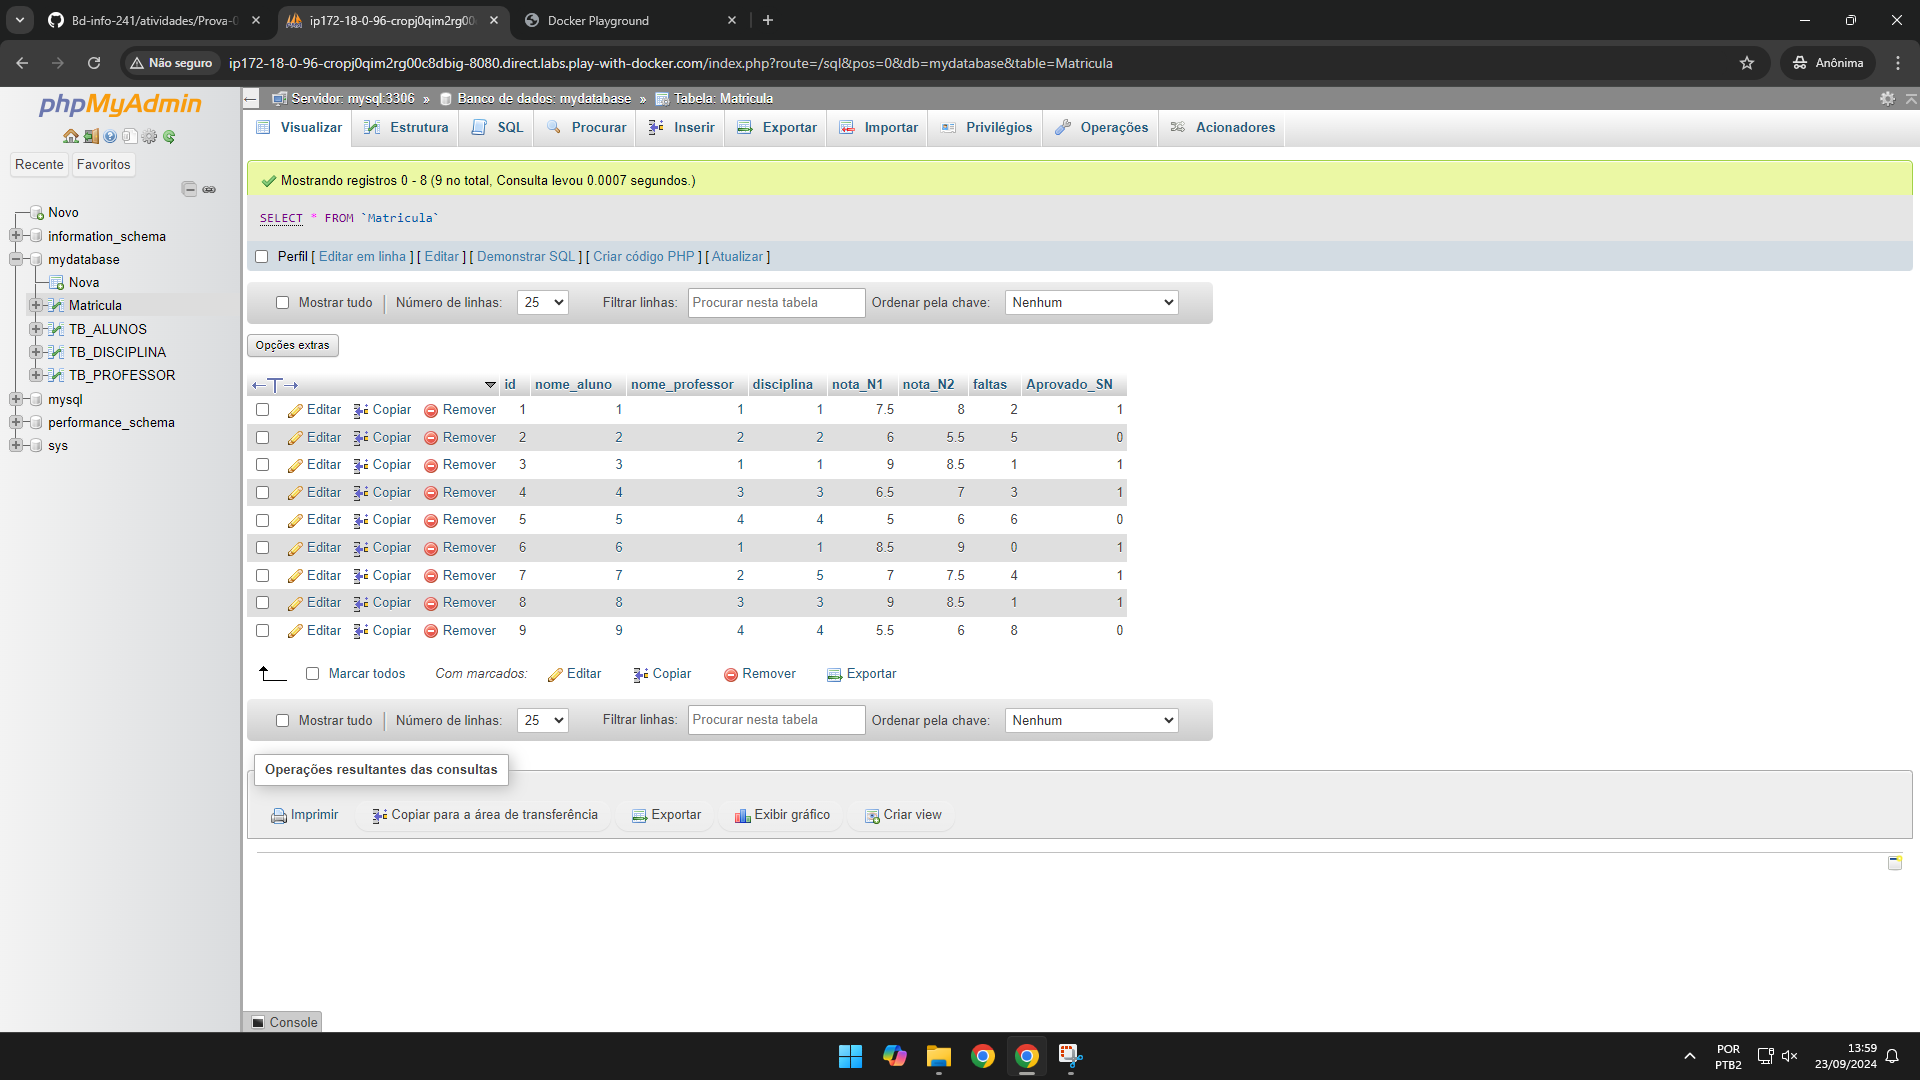 Bd-info-241/atividades/Prova-0
ip172-18-0-96-cropj0qim2rg00
Docker Playground
Não seguro
ip172-18-0-96-cropj0qim2rg00c8dbig-8080.direct.labs.play-with-docker.com/index.php?route=/sql&pos=0&db=mydatabase&table=Matricula
Anônima
phpMyAdmin
Recente
Favoritos
Novo
information_schema
mydatabase
Nova
Matricula
TB_ALUNOS
TB_DISCIPLINA
TB_PROFESSOR
mysql
performance_schema
sys
Servidor: mysql:3306 » Banco de dados: mydatabase » Tabela: Matricula
Visualizar Estrutura SQL Procurar Inserir Exportar Importar Privilégios Operações Acionadores
Mostrando registros 0 - 8 (9 no total, Consulta levou 0.0007 segundos.)
SELECT * FROM `Matricula`
Perfil [ Editar em linha ] [ Editar ] [ Demonstrar SQL ] [ Criar código PHP ] [ Atualizar ]
Mostrar tudo | Número de linhas: 25 Filtrar linhas: Procurar nesta tabela Ordenar pela chave: Nenhum
Opções extras
←T→ id nome_aluno nome_professor disciplina nota_N1 nota_N2 faltas Aprovado_SN
Editar Copiar Remover 1 1 1 1 7.5 8 2 1
Editar Copiar Remover 2 2 2 2 6 5.5 5 0
Editar Copiar Remover 3 3 1 1 9 8.5 1 1
Editar Copiar Remover 4 4 3 3 6.5 7 3 1
Editar Copiar Remover 5 5 4 4 5 6 6 0
Editar Copiar Remover 6 6 1 1 8.5 9 0 1
Editar Copiar Remover 7 7 2 5 7 7.5 4 1
Editar Copiar Remover 8 8 3 3 9 8.5 1 1
Editar Copiar Remover 9 9 4 4 5.5 6 8 0
Marcar todos Com marcados: Editar Copiar Remover Exportar
Mostrar tudo | Número de linhas: 25 Filtrar linhas: Procurar nesta tabela Ordenar pela chave: Nenhum
Operações resultantes das consultas
Imprimir Copiar para a área de transferência Exportar Exibir gráfico Criar view
Console
POR
PTB2
13:59
23/09/2024